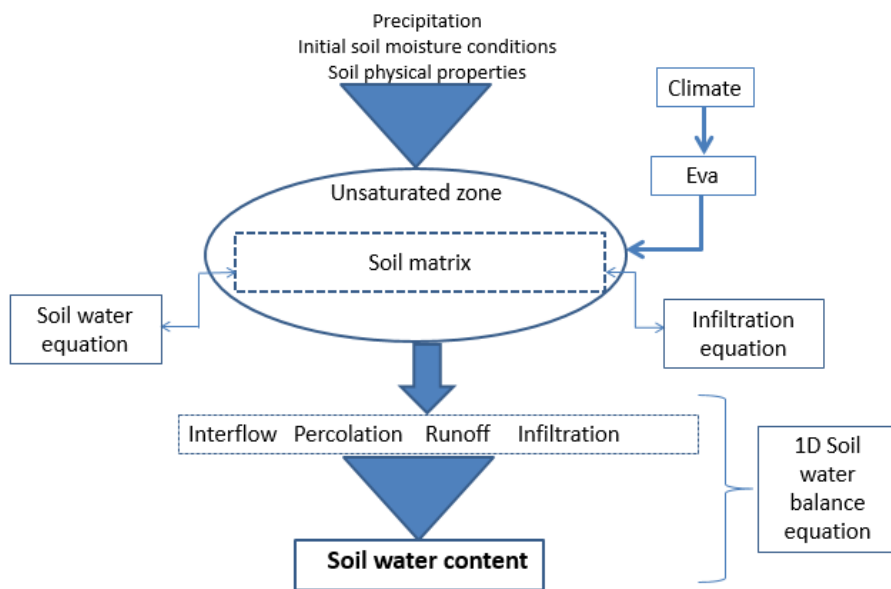 Precipitation
Initial soil moisture conditions
Soil physical properties
Climate
Eva
Unsaturated zone
Soil matrix
Soil water
equation
Infiltration
equation
Interflow Percolation Runoff Infiltration
1D Soil
water
balance
equation
Soil water content